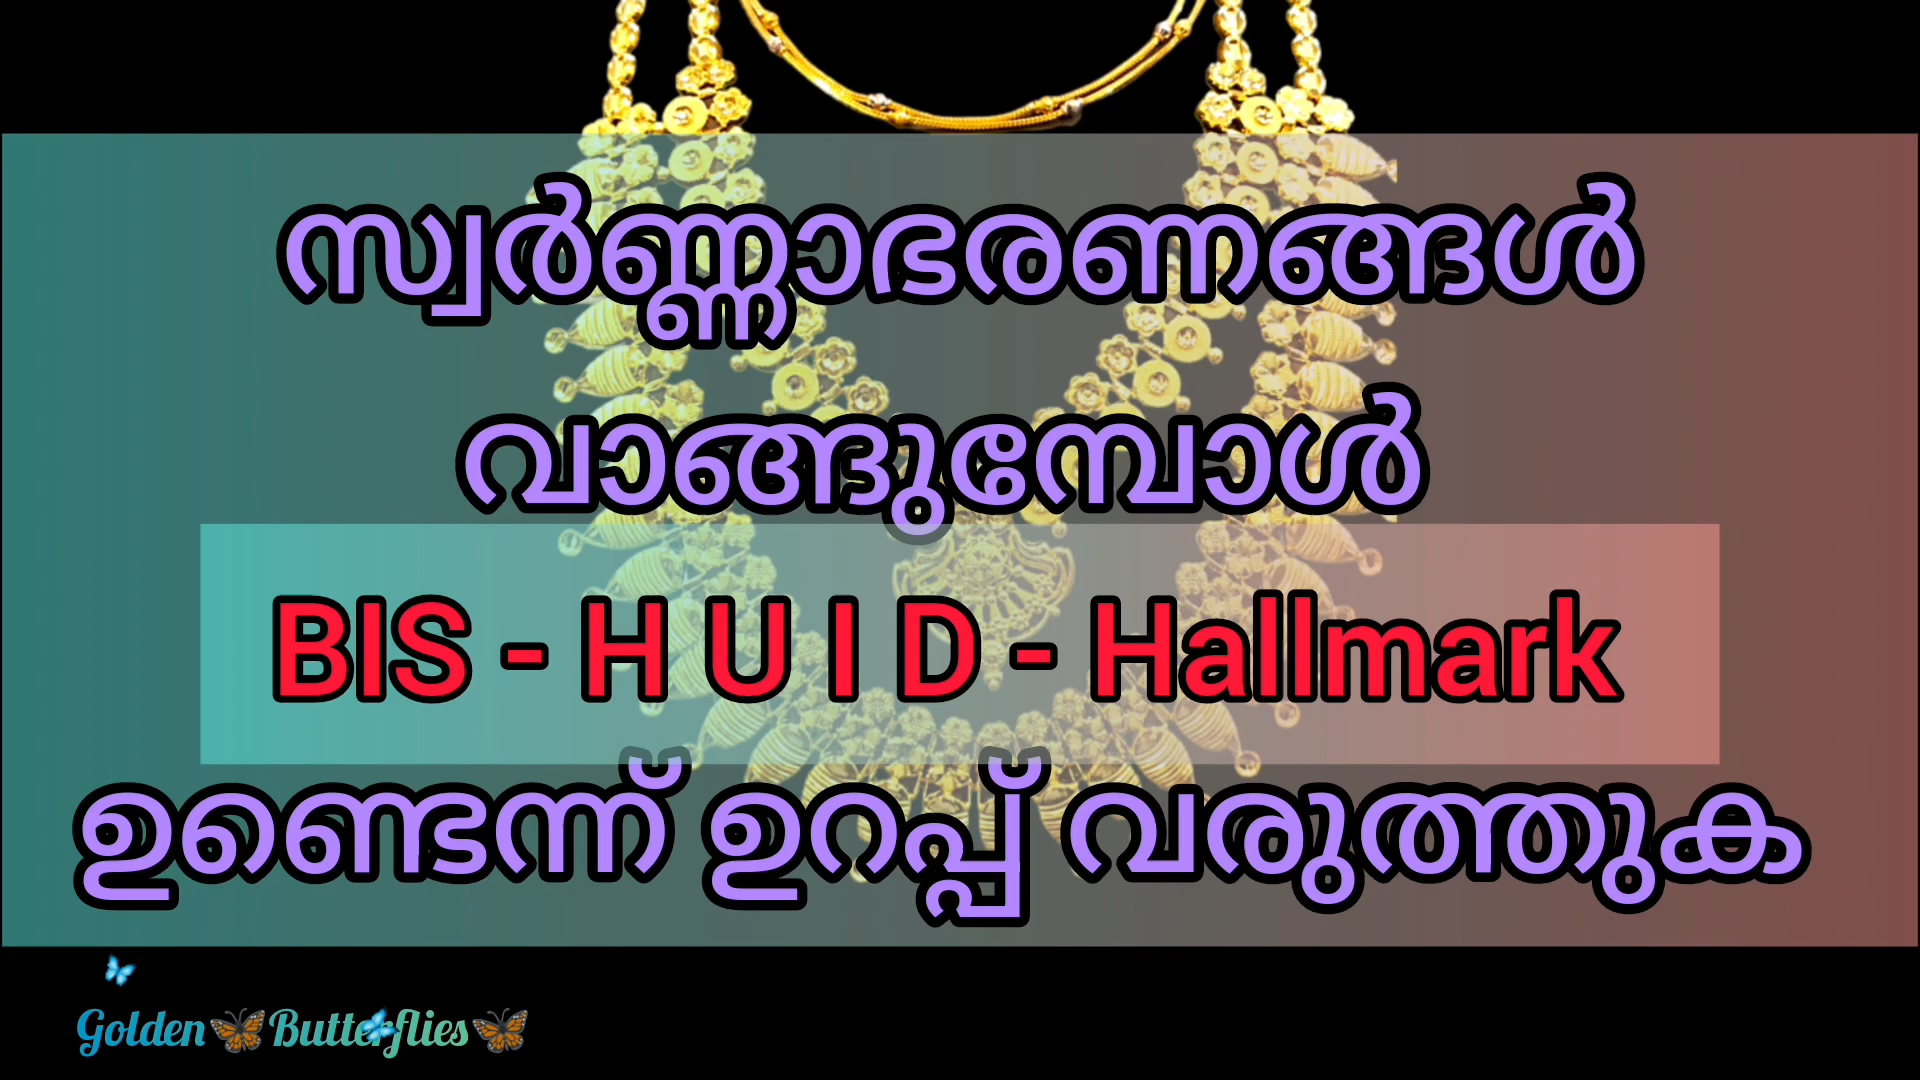 സ്വർണ്ണാഭരണങ്ങൾ
വാങ്ങുമ്പോൾ
BIS - H U I D - Hallmark
ഉണ്ടെന്ന് ഉറപ്പ് വരുത്തുക
Golden Butterflies